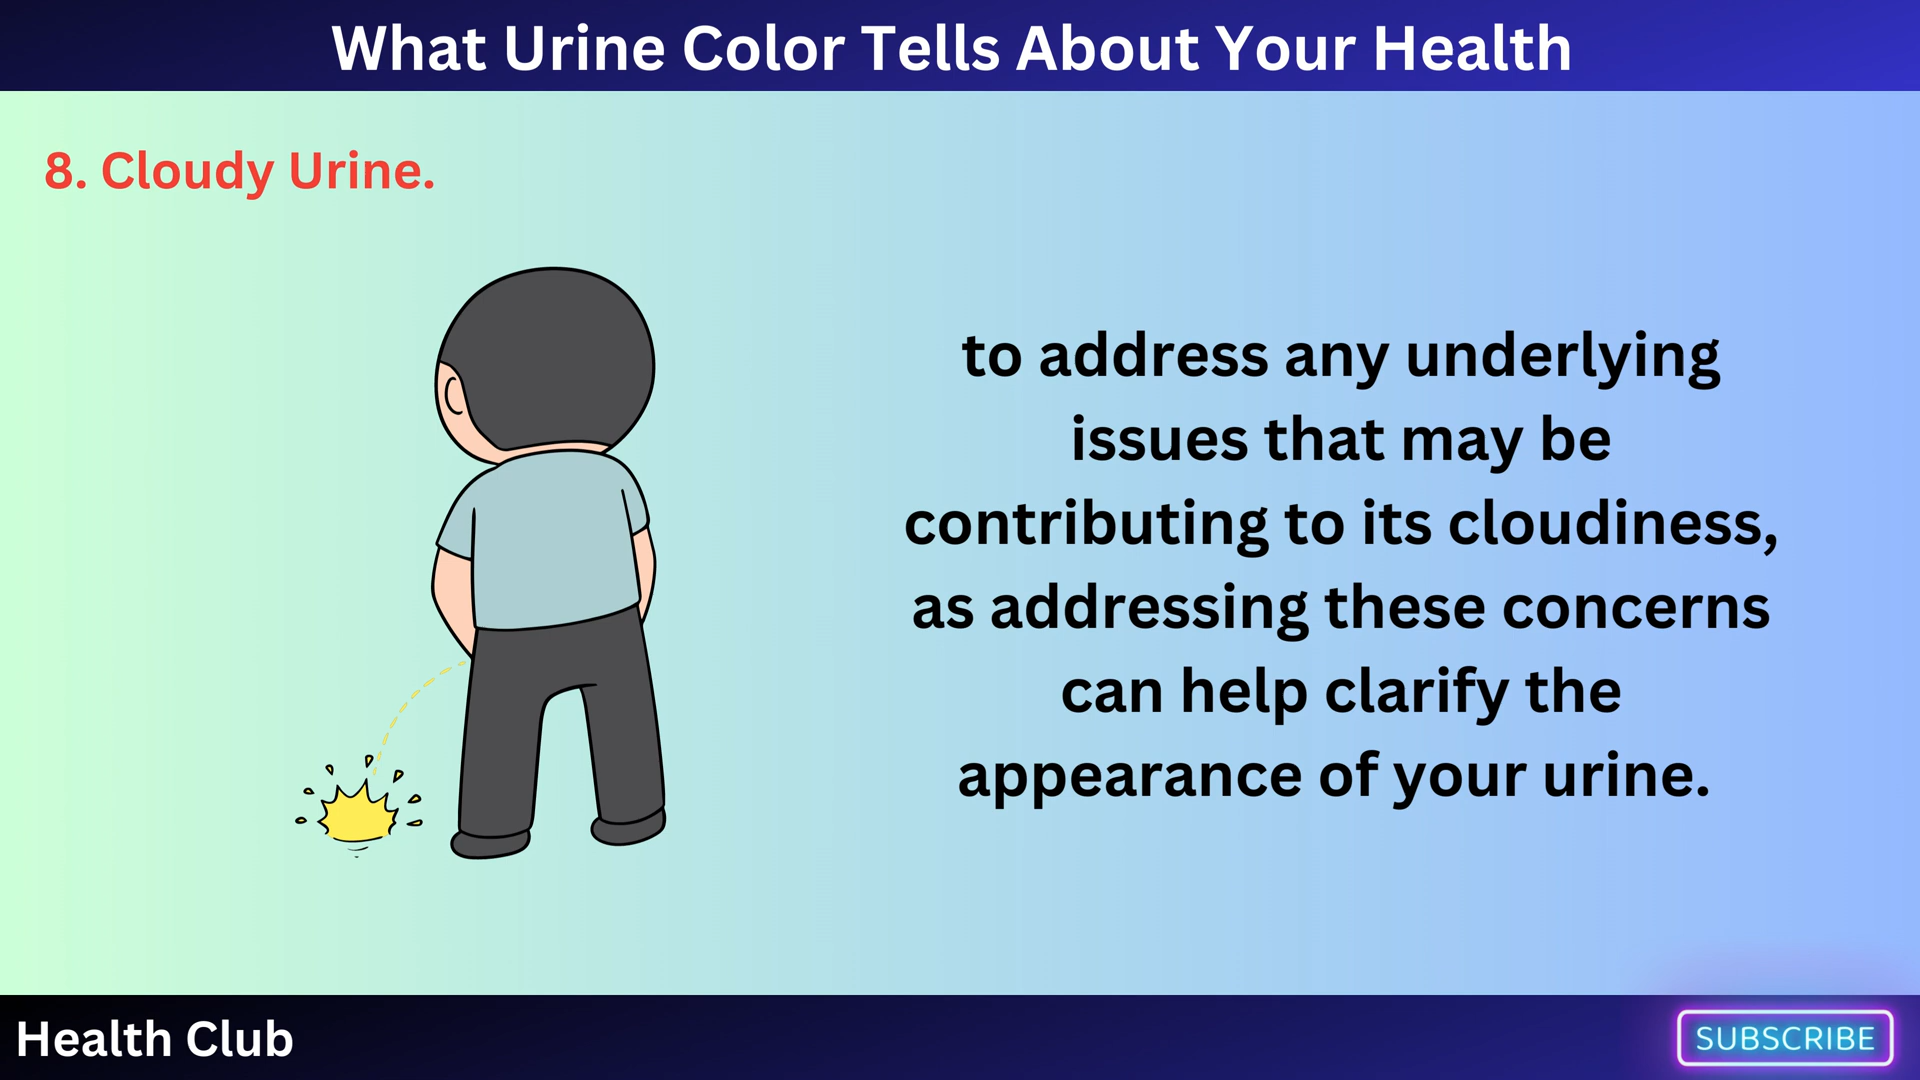 What Urine Color Tells About Your Health
8. Cloudy Urine.
to address any underlying
issues that may be
contributing to its cloudiness,
as addressing these concerns
can help clarify the
appearance of your urine.
Health Club
SUBSCRIBE